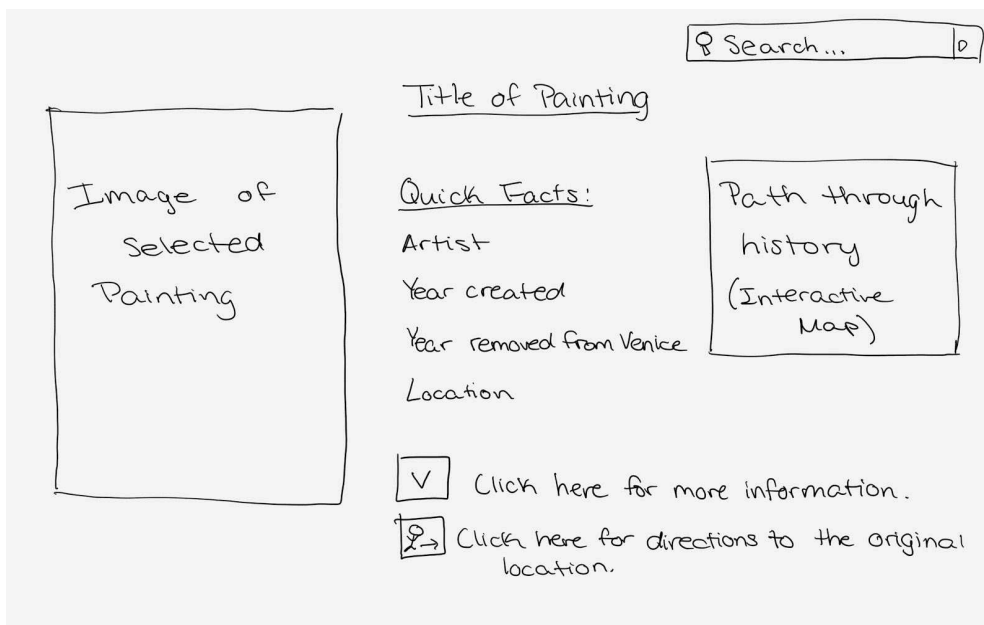 Search...
Title of Painting
Image of
Selected
Painting
Quick Facts:
Artist
Year created
Year removed from Venice
Location
Path through
history
(Interactive
Map)
V Click here for more information.
Click here for directions to the original
location.